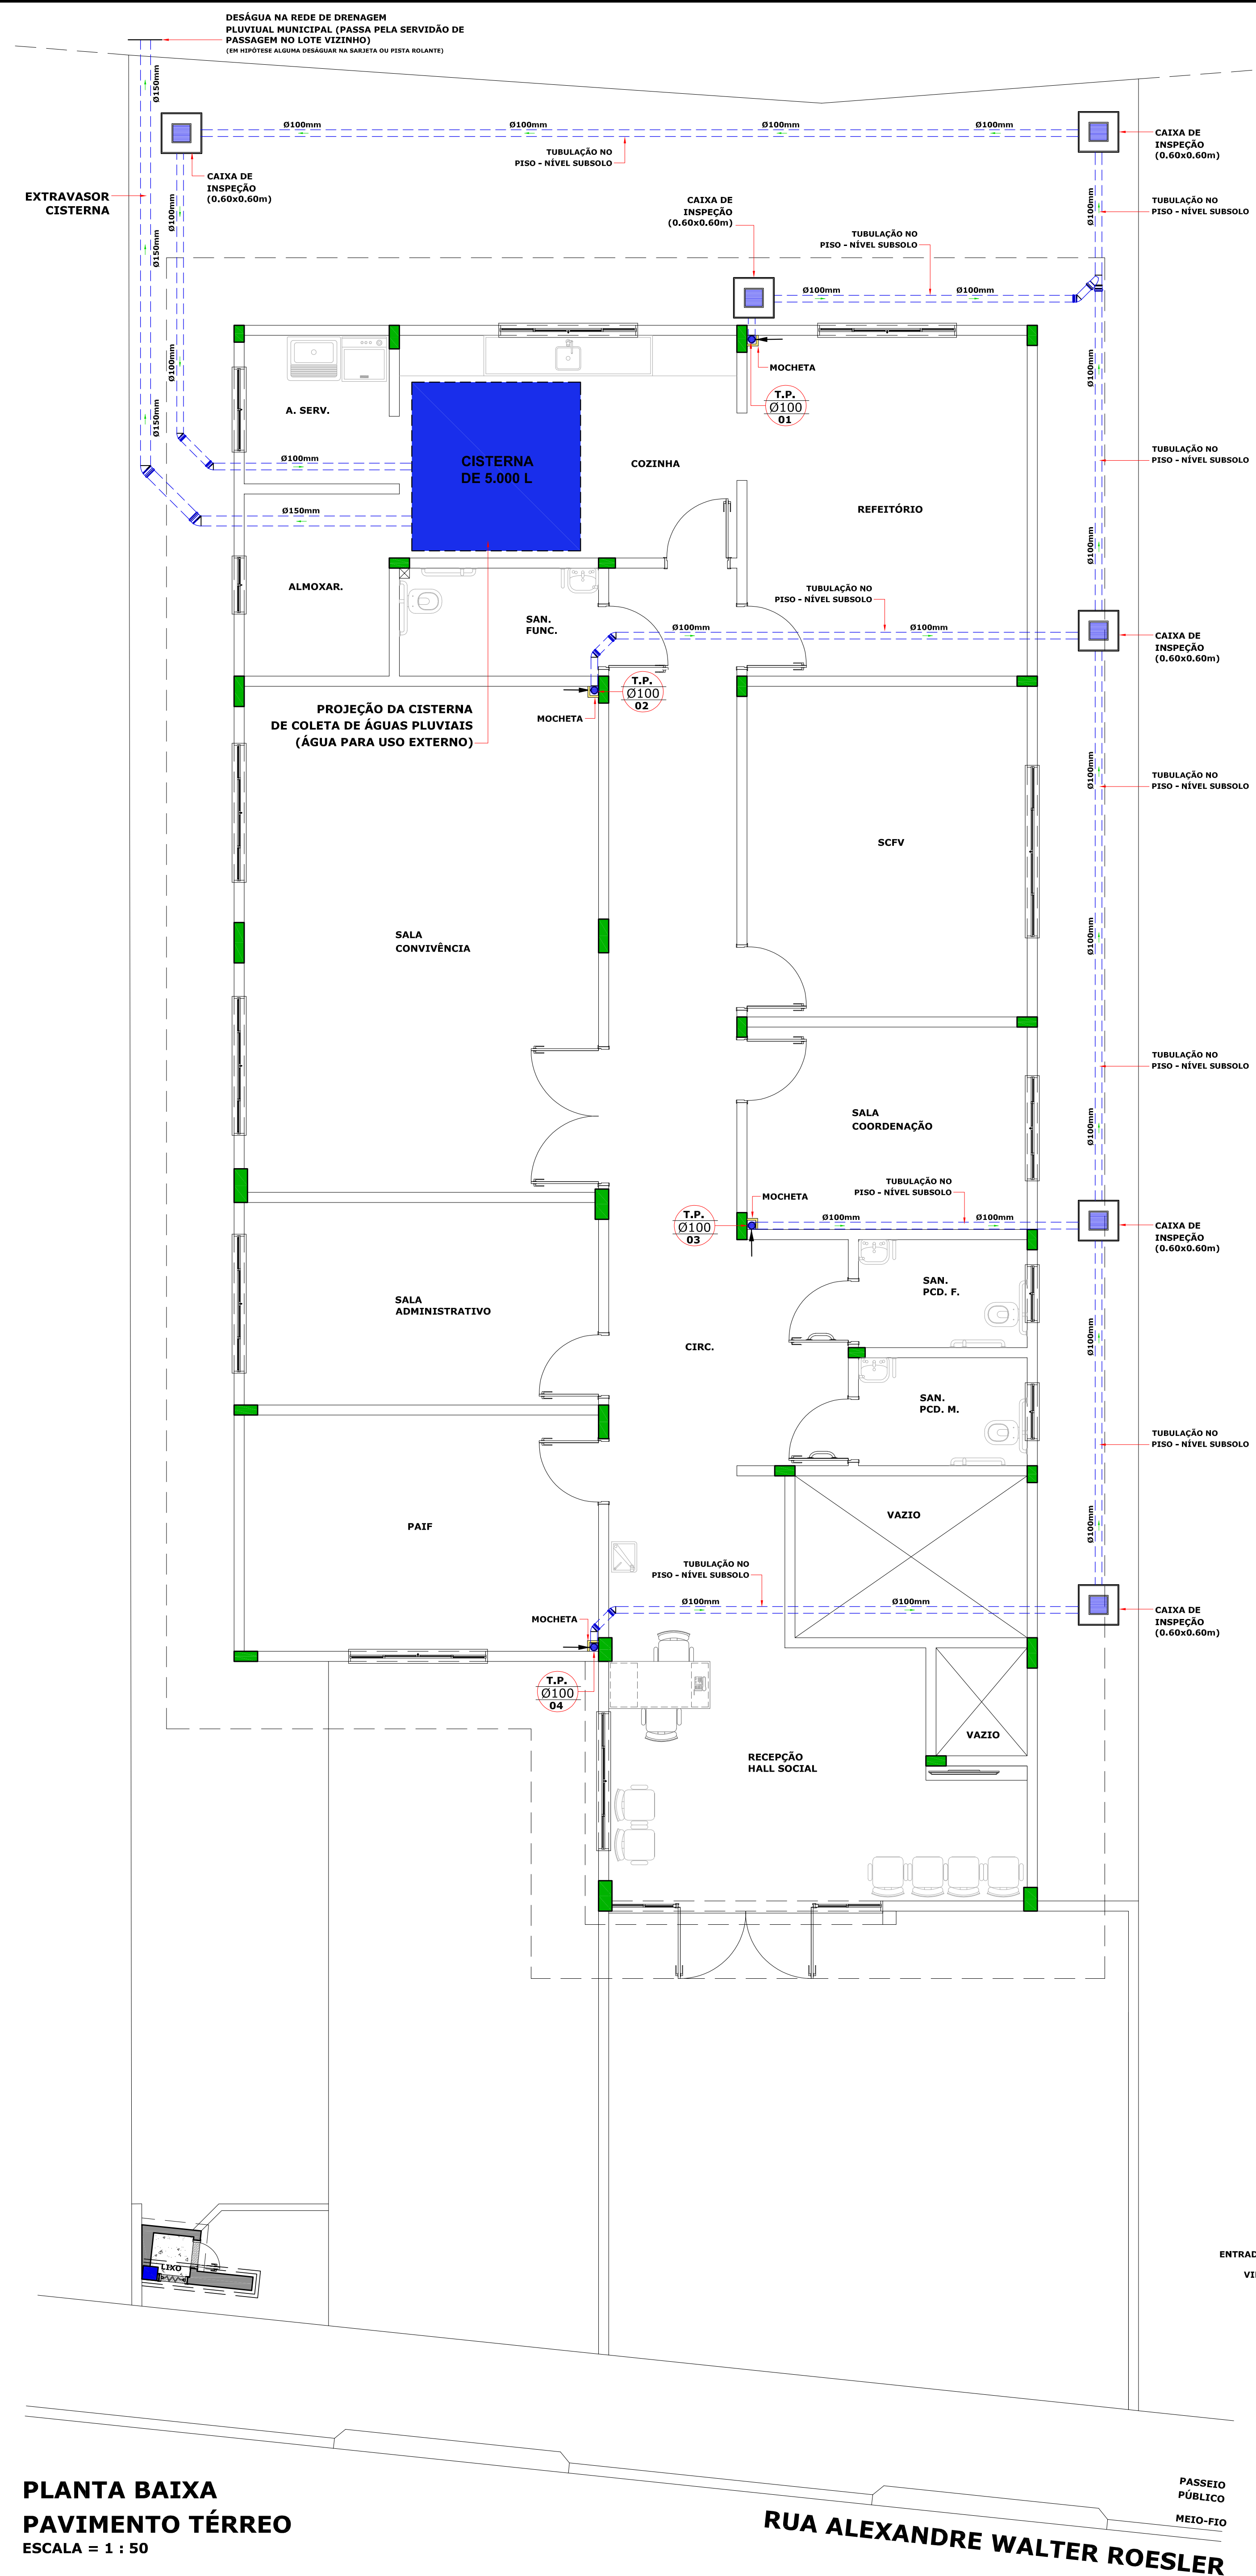 DESÁGUA NA REDE DE DRENAGEM
PLUVIUAL MUNICIPAL (PASSA PELA SERVIDÃO DE
PASSAGEM NO LOTE VIZINHO)
(EM HIPÓTESE ALGUMA DESÁGUAR NA SARJETA OU PISTA ROLANTE)
Ø150mm
Ø100mm
Ø100mm
Ø100mm
Ø100mm
TUBULAÇÃO NO
PISO - NÍVEL SUBSOLO
CAIXA DE
INSPEÇÃO
(0.60x0.60m)
CAIXA DE
INSPEÇÃO
(0.60x0.60m)
EXTRAVASOR
CISTERNA
Ø100mm
Ø150mm
CAIXA DE
INSPEÇÃO
(0.60x0.60m)
Ø100mm
TUBULAÇÃO NO
PISO - NÍVEL SUBSOLO
TUBULAÇÃO NO
PISO - NÍVEL SUBSOLO
Ø100mm
Ø100mm
Ø100mm
Ø150mm
Ø100mm
MOCHETA
T.P.
Ø100
01
A. SERV.
CISTERNA
DE 5.000 L
COZINHA
REFEITÓRIO
Ø100mm
Ø150mm
TUBULAÇÃO NO
PISO - NÍVEL SUBSOLO
Ø100mm
ALMOXAR.
SAN.
FUNC.
TUBULAÇÃO NO
PISO - NÍVEL SUBSOLO
Ø100mm
Ø100mm
CAIXA DE
INSPEÇÃO
(0.60x0.60m)
T.P.
Ø100
02
MOCHETA
PROJEÇÃO DA CISTERNA
DE COLETA DE ÁGUAS PLUVIAIS
(ÁGUA PARA USO EXTERNO)
Ø100mm
TUBULAÇÃO NO
PISO - NÍVEL SUBSOLO
SCFV
SALA
CONVIVÊNCIA
Ø100mm
TUBULAÇÃO NO
PISO - NÍVEL SUBSOLO
SALA
COORDENAÇÃO
Ø100mm
TUBULAÇÃO NO
PISO - NÍVEL SUBSOLO
MOCHETA
T.P.
Ø100
03
Ø100mm
Ø100mm
CAIXA DE
INSPEÇÃO
(0.60x0.60m)
SAN.
PCD. F.
SALA
ADMINISTRATIVO
CIRC.
Ø100mm
SAN.
PCD. M.
TUBULAÇÃO NO
PISO - NÍVEL SUBSOLO
PAIF
VAZIO
Ø100mm
TUBULAÇÃO NO
PISO - NÍVEL SUBSOLO
Ø100mm
Ø100mm
MOCHETA
CAIXA DE
INSPEÇÃO
(0.60x0.60m)
T.P.
Ø100
04
VAZIO
RECEPÇÃO
HALL SOCIAL
LIXO
PLANTA BAIXA
PAVIMENTO TÉRREO
ESCALA = 1 : 50
PASSEIO
PÚBLICO
MEIO-FIO
RUA ALEXANDRE WALTER ROESLER